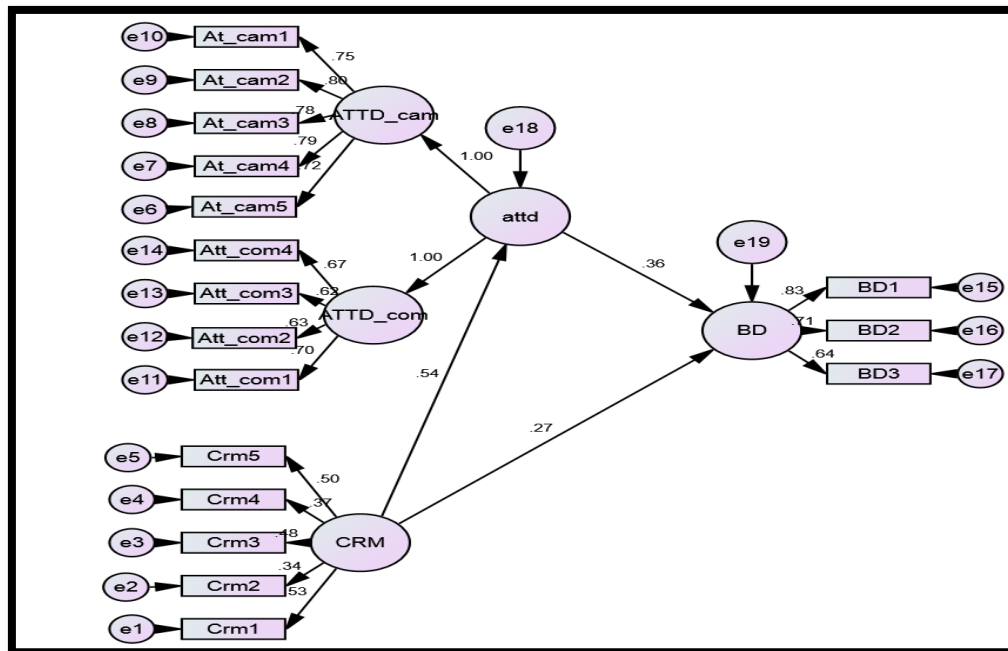 e10 At_cam1
.75
e9 At_cam2
.80
ATTD_cam
e8 At_cam3
.78
e18
e7 At_cam4
.79
.72
1.00
e6 At_cam5
attd
e14 Att_com4
e19
1.00
.36
.67
e13 Att_com3
.62
ATTD_com
.83
BD1 e15
e12 Att_com2
.63
BD
.71
BD2 e16
.70
.64
e11 Att_com1
BD3 e17
.54
.27
e5 Crm5
.50
e4 Crm4
.37
e3 Crm3
.48
CRM
.34
e2 Crm2
.53
e1 Crm1